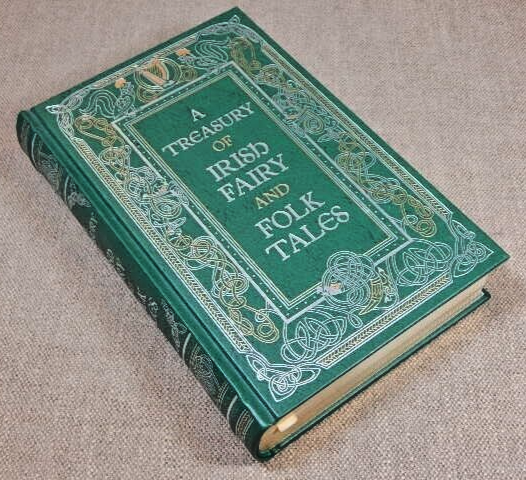 A
TREASURY
OF
IRISH
FAIRY
AND
FOLK
TALES